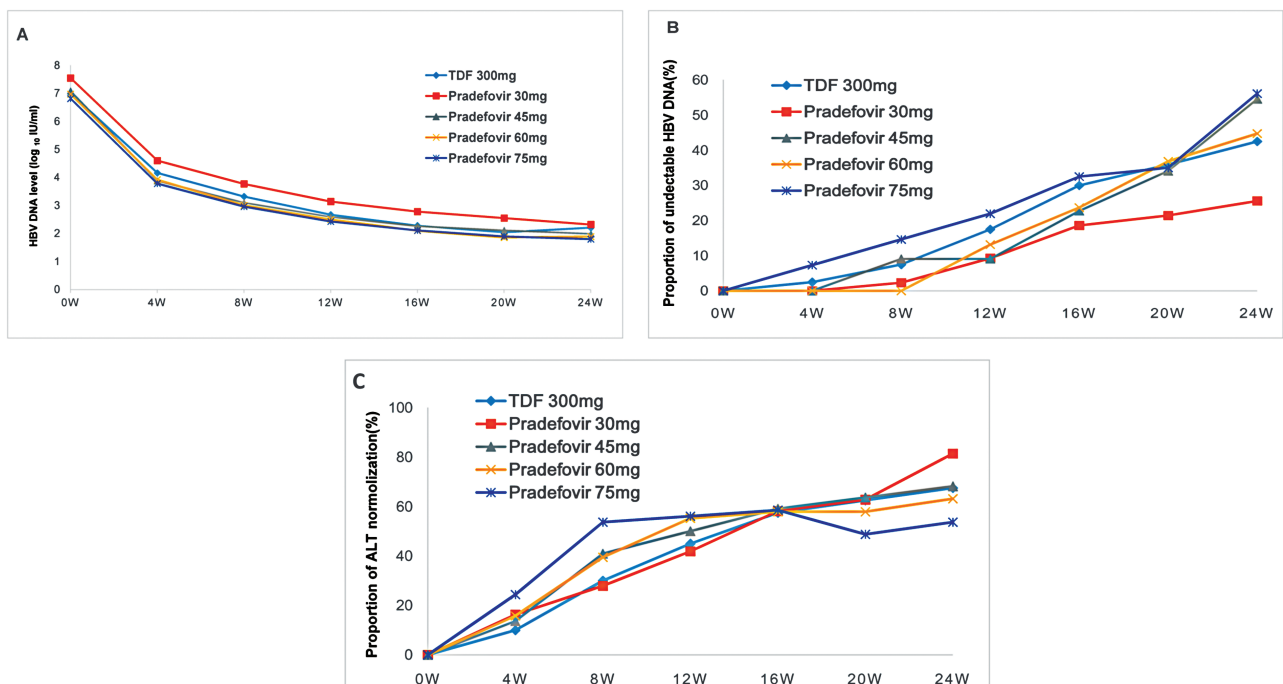 A
HBV DNA level (log 10 IU/ml)
8
7
6
5
4
3
2
1
0
0W 4W 8W 12W 16W 20W 24W
TDF 300mg
Pradefovir 30mg
Pradefovir 45mg
Pradefovir 60mg
Pradefovir 75mg
B
Proportion of undectable HBV DNA(%)
60
50
40
30
20
10
0
0W 4W 8W 12W 16W 20W 24W
TDF 300mg
Pradefovir 30mg
Pradefovir 45mg
Pradefovir 60mg
Pradefovir 75mg
C
Proportion of ALT normolization(%)
100
80
60
40
20
0
0W 4W 8W 12W 16W 20W 24W
TDF 300mg
Pradefovir 30mg
Pradefovir 45mg
Pradefovir 60mg
Pradefovir 75mg